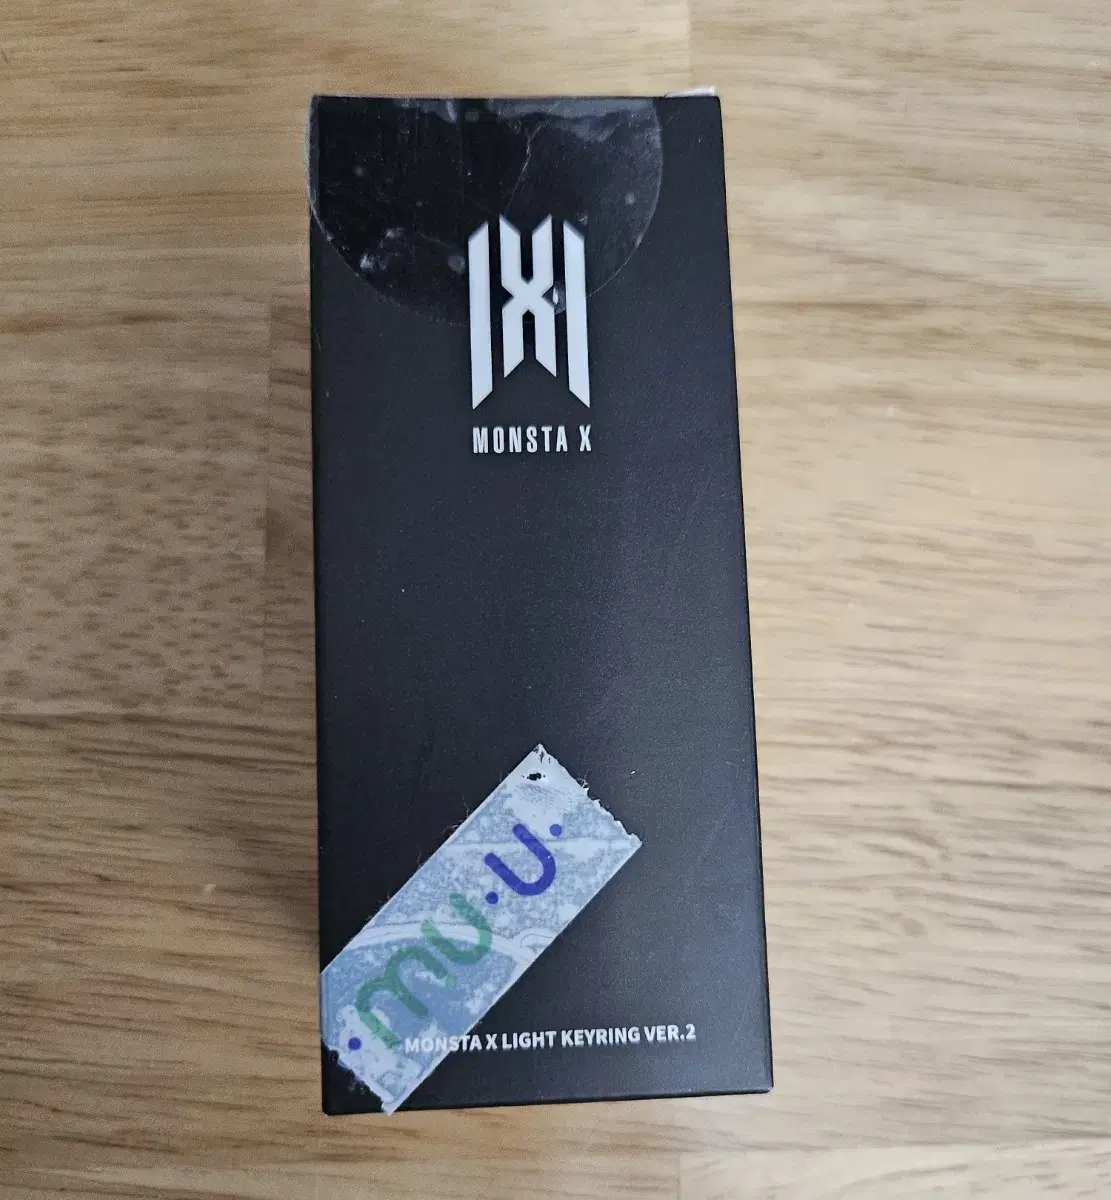 MONSTA X
·mu·u·
MONSTA X LIGHT KEYRING VER.2